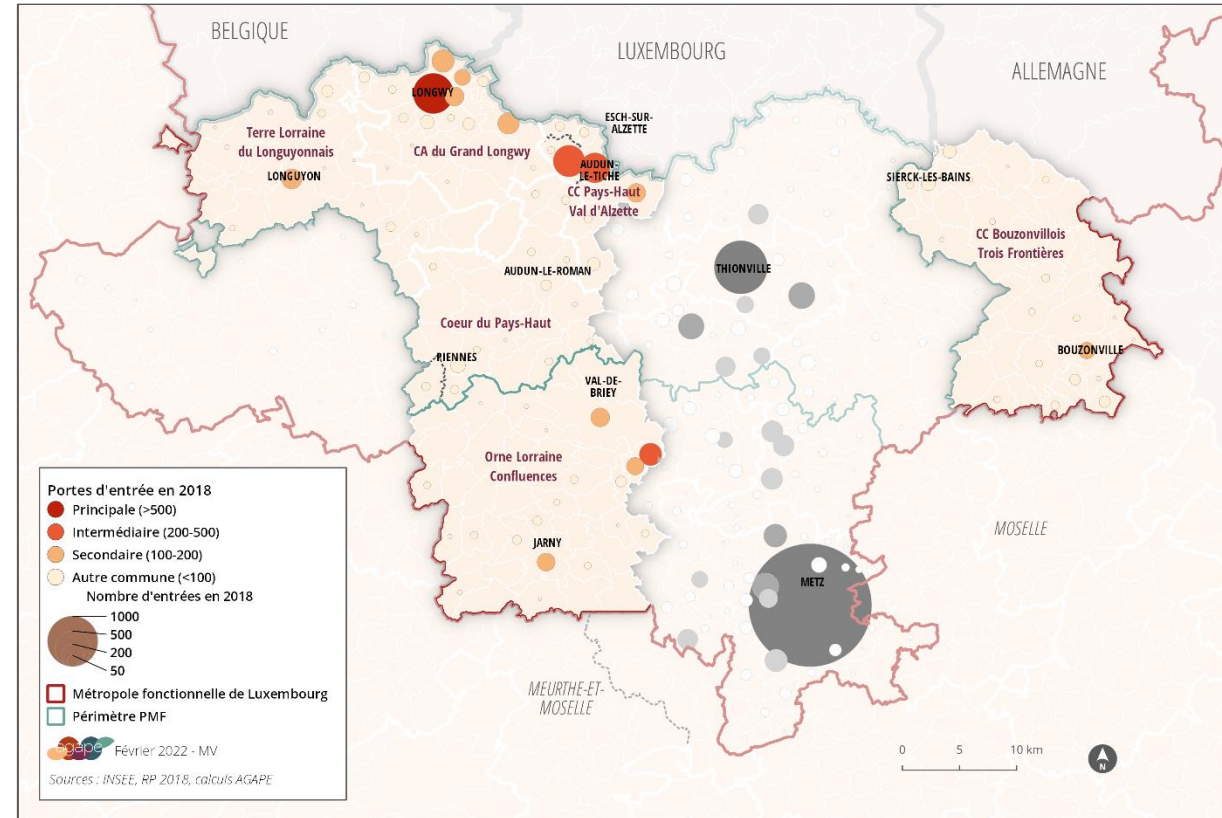 BELGIQUE
LUXEMBOURG
ALLEMAGNE
LONGWY
ESCH-SUR-
ALZETTE
Terre Lorraine
du Longuyonnais
CA du Grand Longwy
AUDUN-
LE-TICHE
LONGUYON
CC Pays-Haut
Val d'Alzette
SIERCK-LES-BAINS
CC Bouzonvillois
Trois Frontières
AUDUN-LE-ROMAN
THIONVILLE
Coeur du Pays-Haut
PIENNES
BOUZONVILLE
VAL-DE-
BRIEY
Orne Lorraine
Confluences
JARNY
METZ
MOSELLE
MEURTHE-ET-
MOSELLE
Portes d'entrée en 2018
Principale (>500)
Intermédiaire (200-500)
Secondaire (100-200)
Autre commune (<100)
Nombre d'entrées en 2018
1000
500
200
50
Métropole fonctionnelle de Luxembourg
Périmètre PMF
agape Février 2022 - MV
Sources : INSEE, RP 2018, calculs AGAPE
0 5 10 km
N